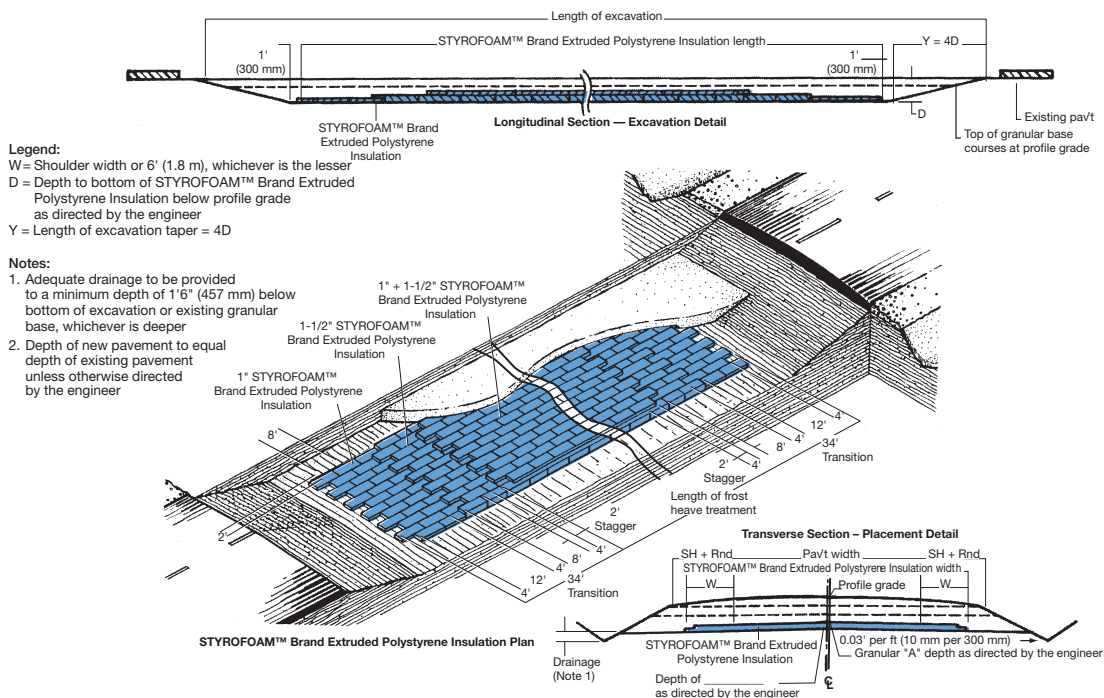 Length of excavation
STYROFOAM™ Brand Extruded Polystyrene Insulation length
Y = 4D
1'
(300 mm)
1'
(300 mm)
STYROFOAM™ Brand
Extruded Polystyrene
Insulation
Longitudinal Section — Excavation Detail
D
Existing pav't
Top of granular base
courses at profile grade
Legend:
W = Shoulder width or 6' (1.8 m), whichever is the lesser
D = Depth to bottom of STYROFOAM™ Brand Extruded
Polystyrene Insulation below profile grade
as directed by the engineer
Y = Length of excavation taper = 4D
Notes:
1. Adequate drainage to be provided
to a minimum depth of 1'6" (457 mm) below
bottom of excavation or existing granular
base, whichever is deeper
2. Depth of new pavement to equal
depth of existing pavement
unless otherwise directed
by the engineer
1" + 1-1/2" STYROFOAM™
Brand Extruded Polystyrene
Insulation
1-1/2" STYROFOAM™
Brand Extruded Polystyrene
Insulation
1" STYROFOAM™
Brand Extruded Polystyrene
Insulation
8'
2'
4'
12'
4'
34'
8'
Transition
2'
4'
Stagger
Length of frost
heave treatment
2'
Stagger
4'
8'
12'
34'
4'
Transition
STYROFOAM™ Brand Extruded Polystyrene Insulation Plan
Transverse Section – Placement Detail
SH + Rnd
Pav't width
SH + Rnd
STYROFOAM™ Brand Extruded Polystyrene Insulation width
W
Profile grade
W
STYROFOAM™ Brand Extruded
Polystyrene Insulation
0.03' per ft (10 mm per 300 mm)
Granular "A" depth as directed by the engineer
Drainage
(Note 1)
Depth of ________
as directed by the engineer
℄